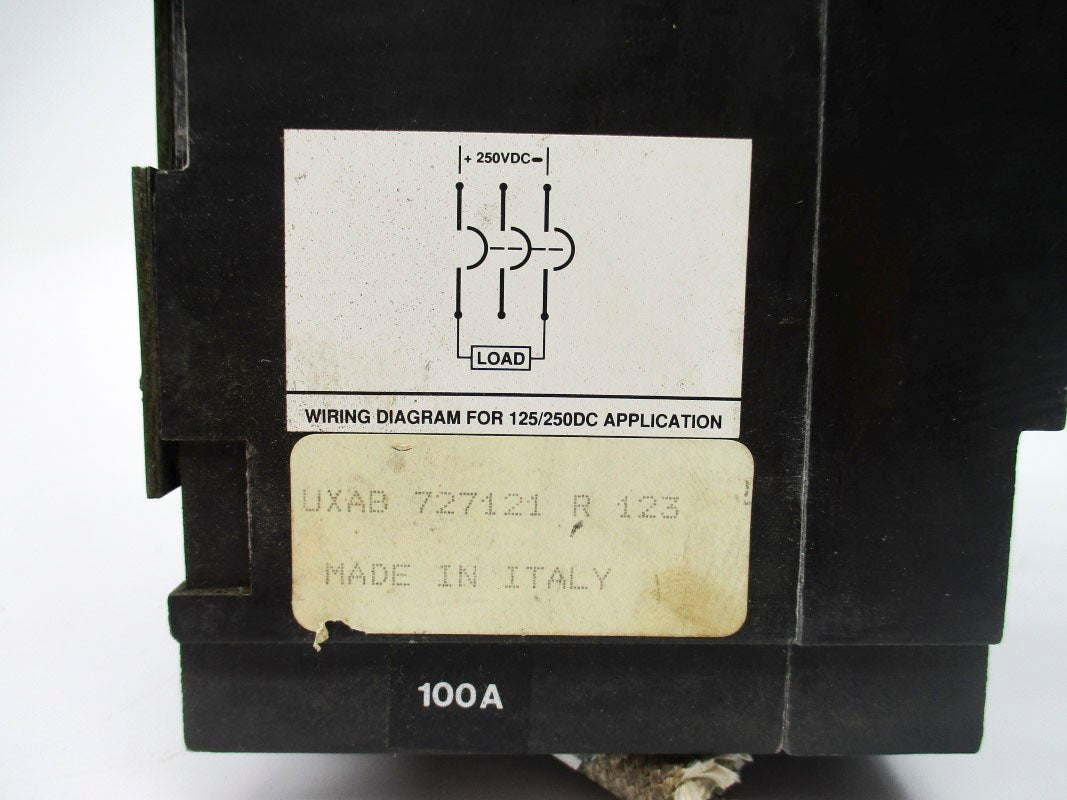 + 250VDC-
LOAD
WIRING DIAGRAM FOR 125/250DC APPLICATION
UXAB 727121 R 123
MADE IN ITALY
100A